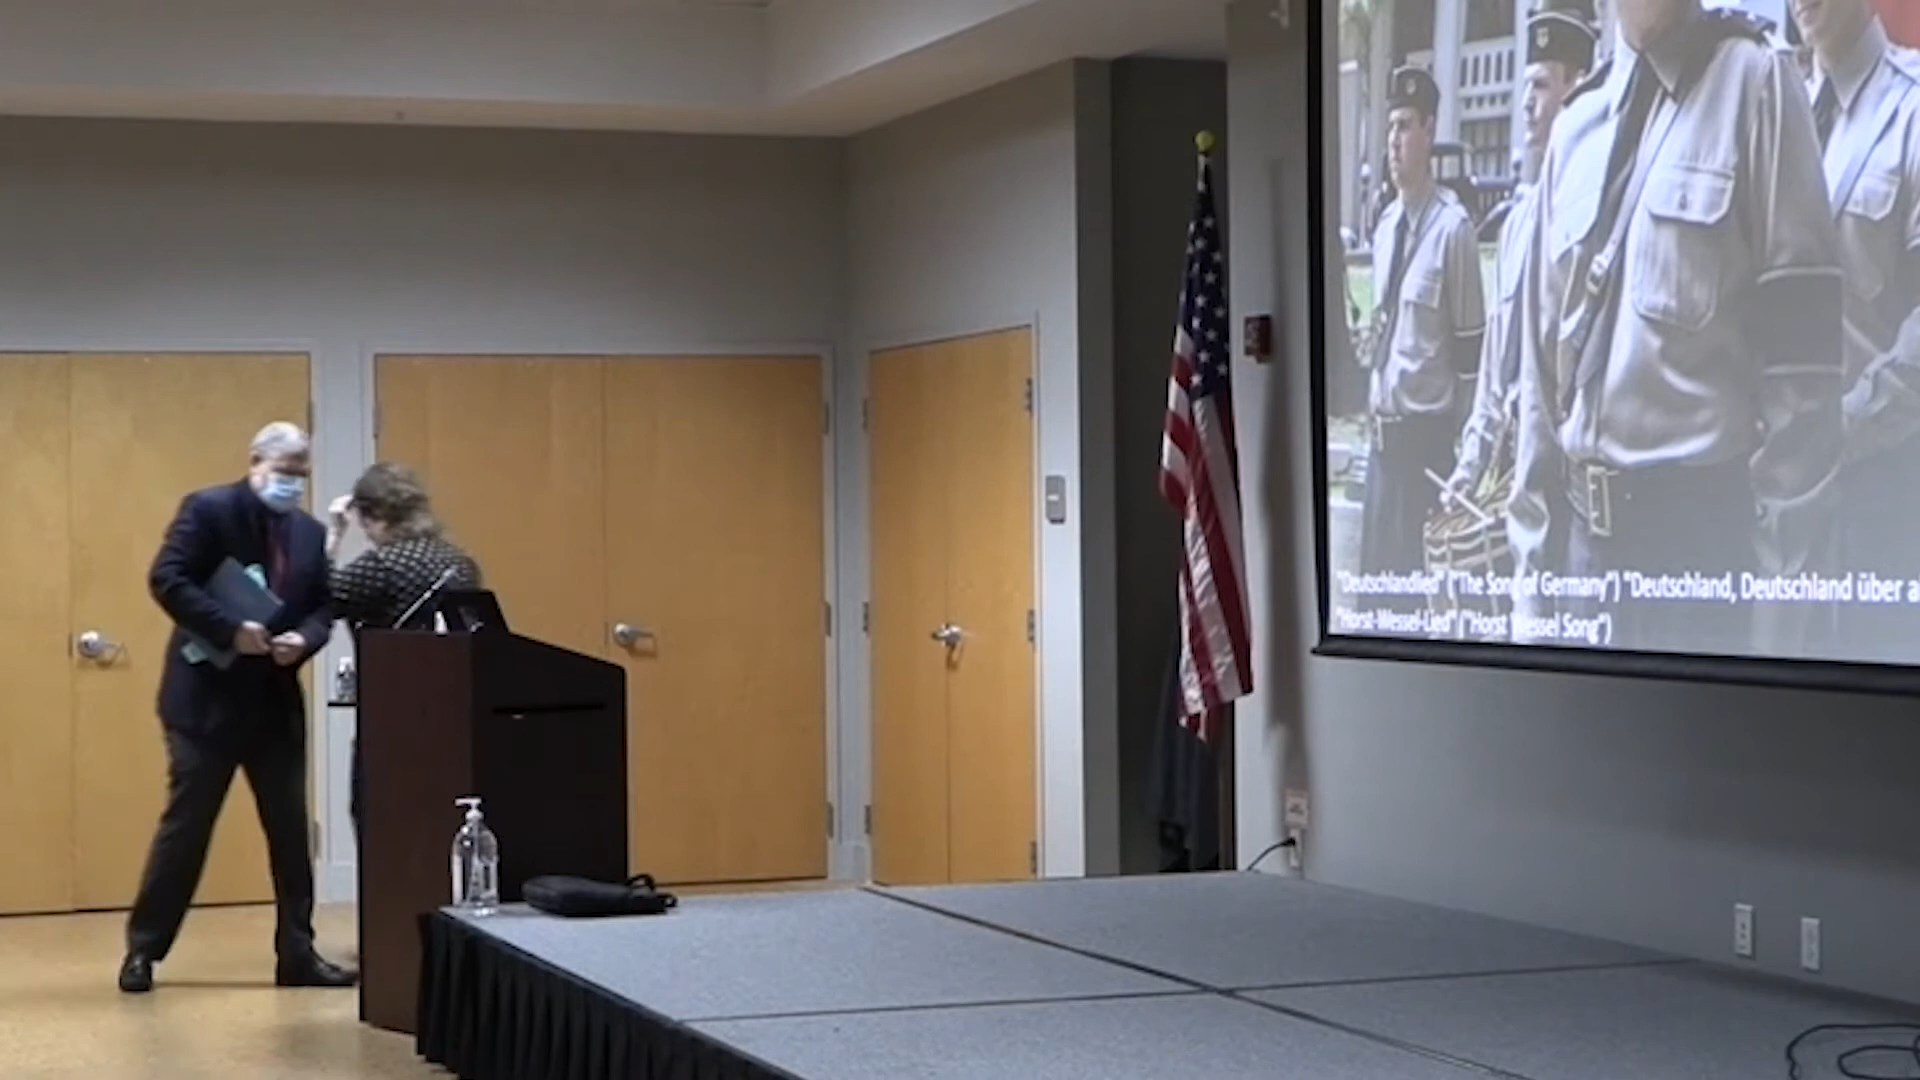 "Deutschlandlied" ("The Song of Germany") "Deutschland, Deutschland über a
"Horst-Wessel-Lied" ("Horst Wessel Song")